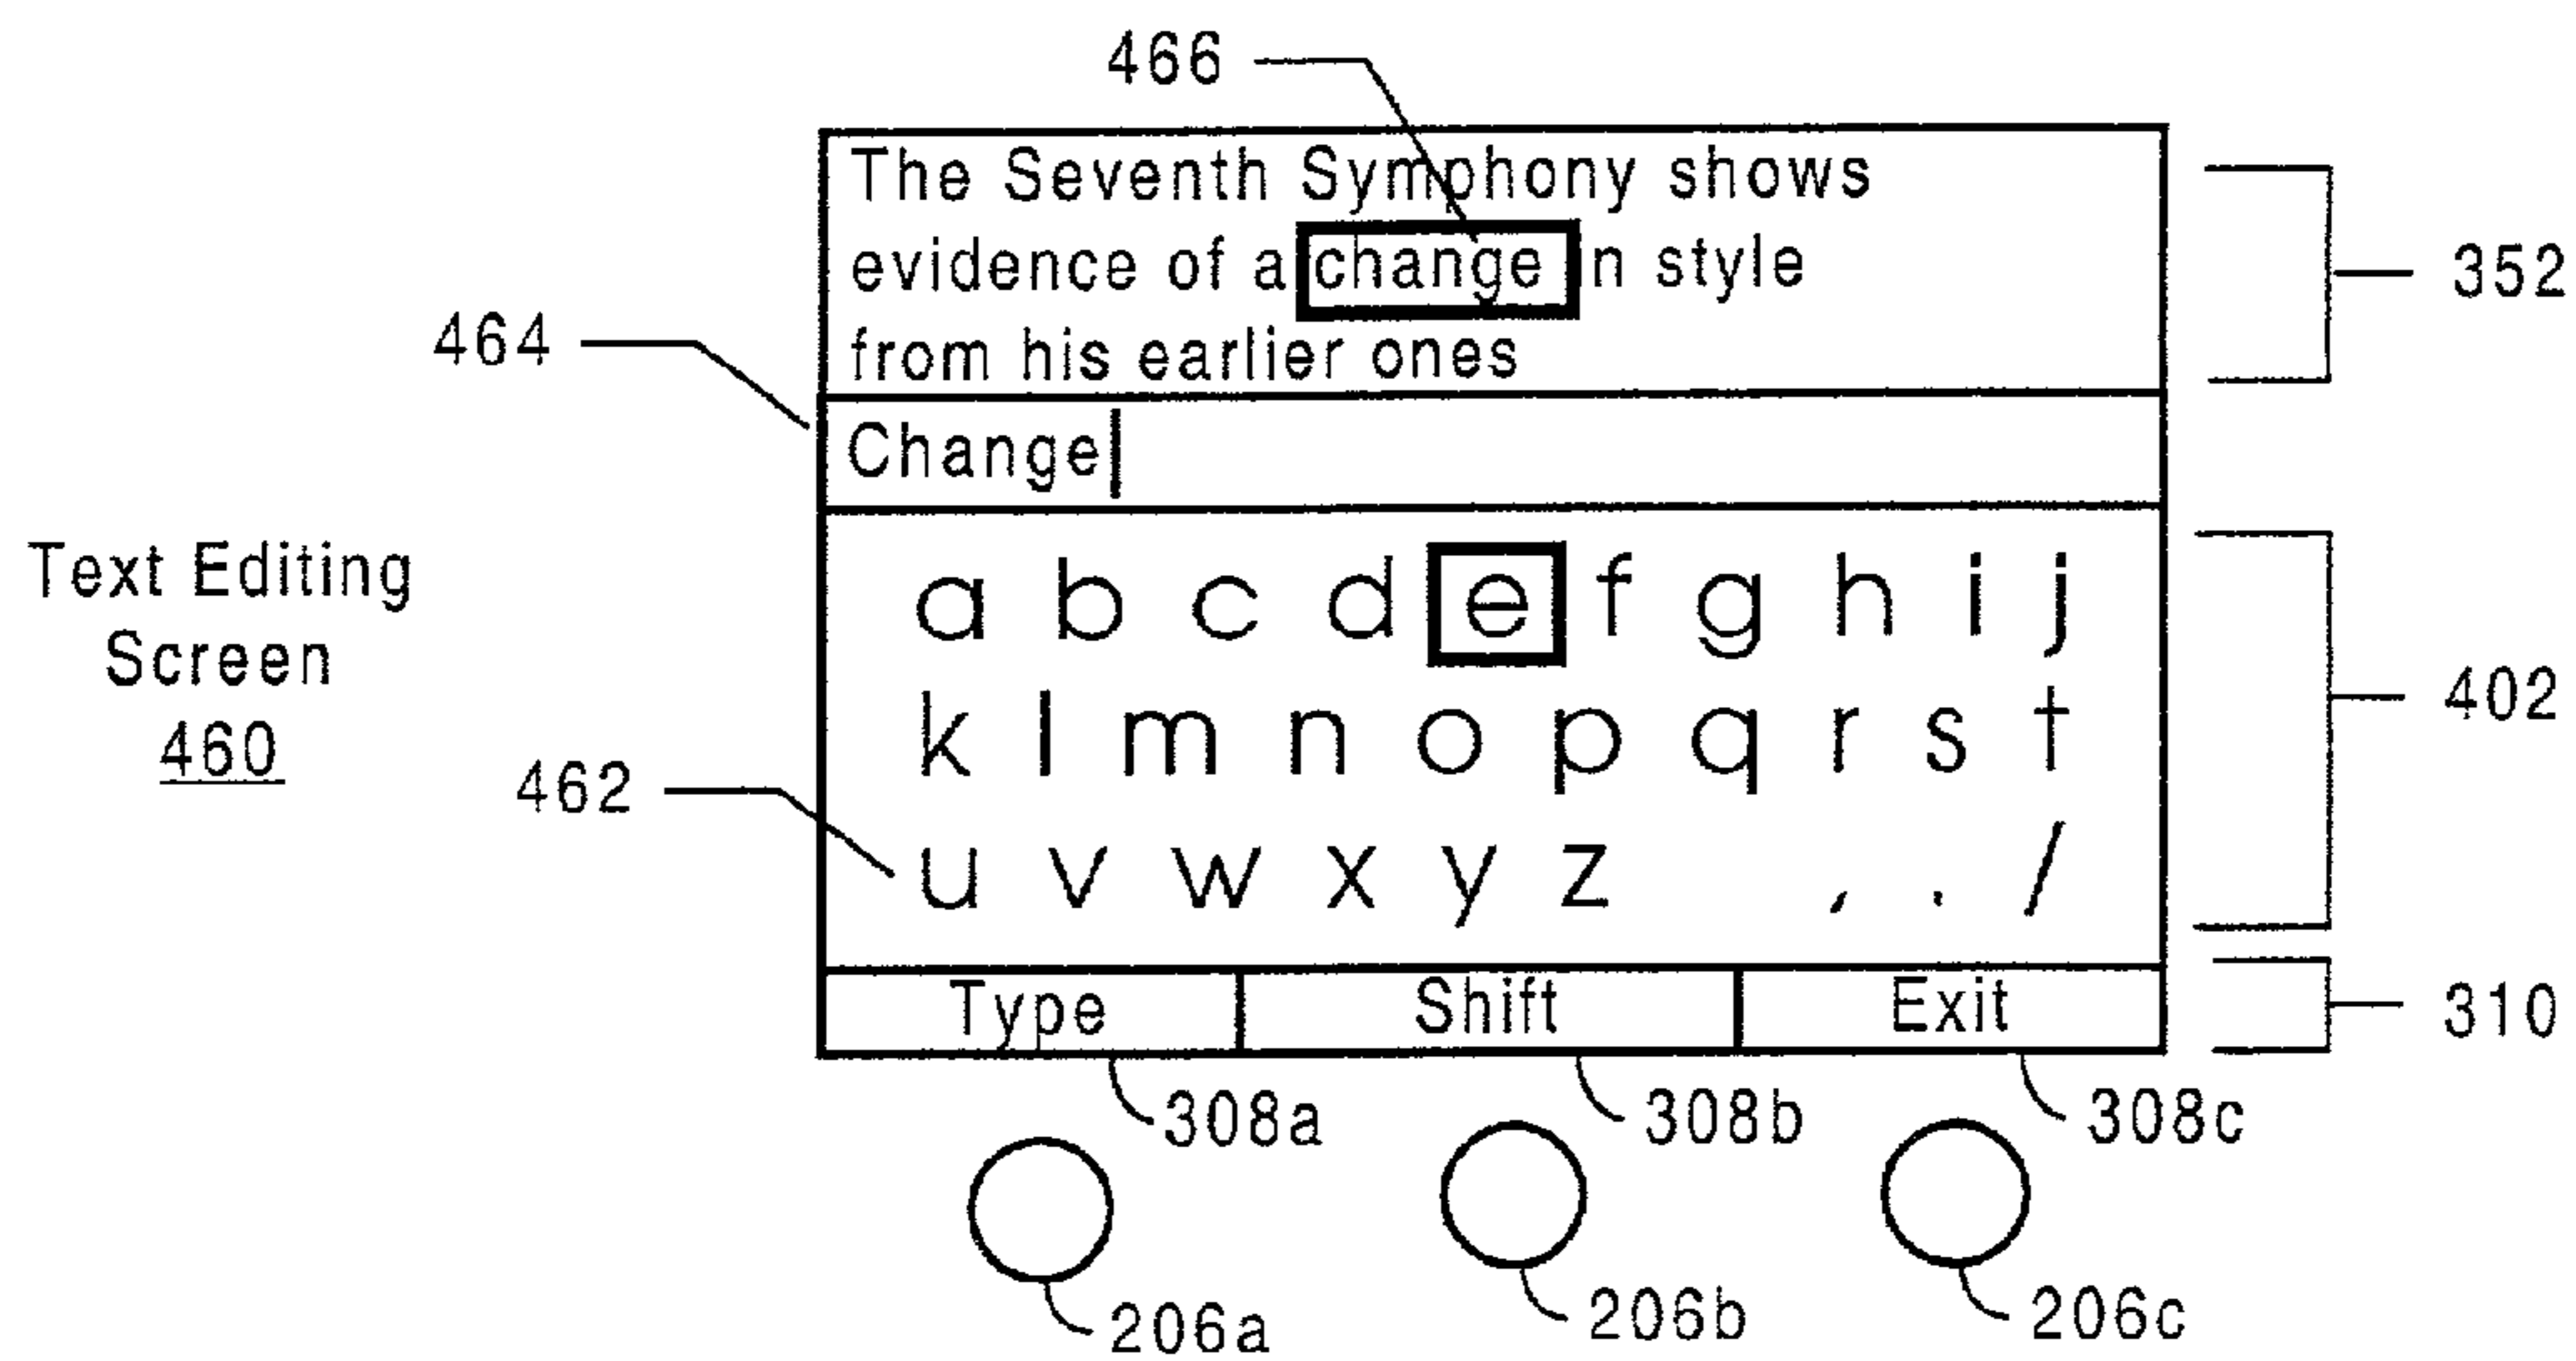 466
The Seventh Symphony shows
evidence of a change in style
from his earlier ones
352
464
Change
Text Editing
Screen
460
a b c d e f g h i j
k l m n o p q r s t
u v w x y z , . /
402
462
Type Shift Exit
310
308a 308b 308c
206a 206b 206c